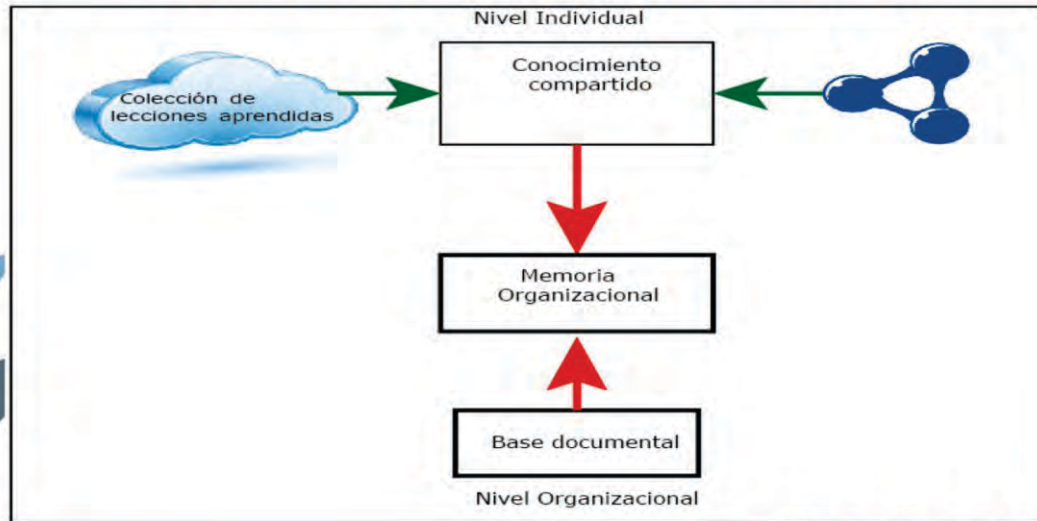 Nivel Individual
Conocimiento
compartido
Colección de
lecciones aprendidas
Memoria
Organizacional
Base documental
Nivel Organizacional